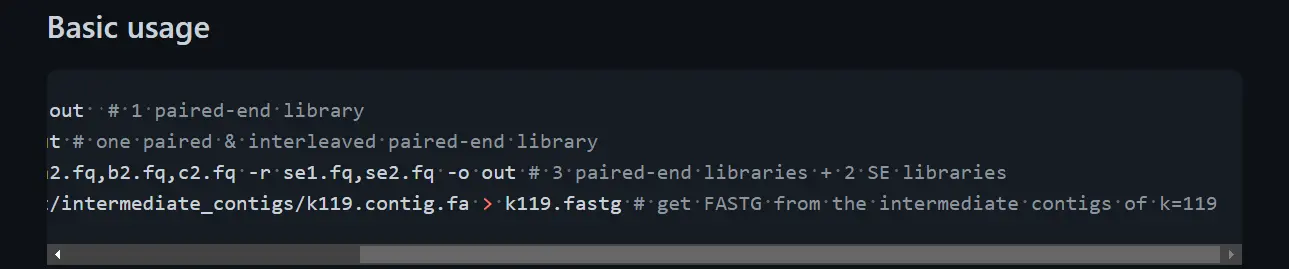 Basic usage
out # 1 paired-end library
t # one paired & interleaved paired-end library
2.fq,b2.fq,c2.fq -r se1.fq,se2.fq -o out # 3 paired-end libraries + 2 SE libraries
/intermediate_contigs/k119.contig.fa > k119.fastg # get FASTG from the intermediate contigs of k=119